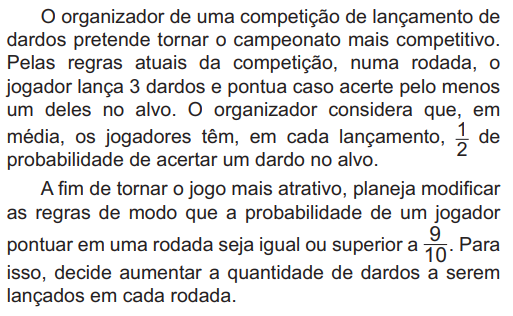 O organizador de uma competição de lançamento de
dardos pretende tornar o campeonato mais competitivo.
Pelas regras atuais da competição, numa rodada, o
jogador lança 3 dardos e pontua caso acerte pelo menos
um deles no alvo. O organizador considera que, em
média, os jogadores têm, em cada lançamento, 1/2 de
probabilidade de acertar um dardo no alvo.
A fim de tornar o jogo mais atrativo, planeja modificar
as regras de modo que a probabilidade de um jogador
pontuar em uma rodada seja igual ou superior a 9/10. Para
isso, decide aumentar a quantidade de dardos a serem
lançados em cada rodada.